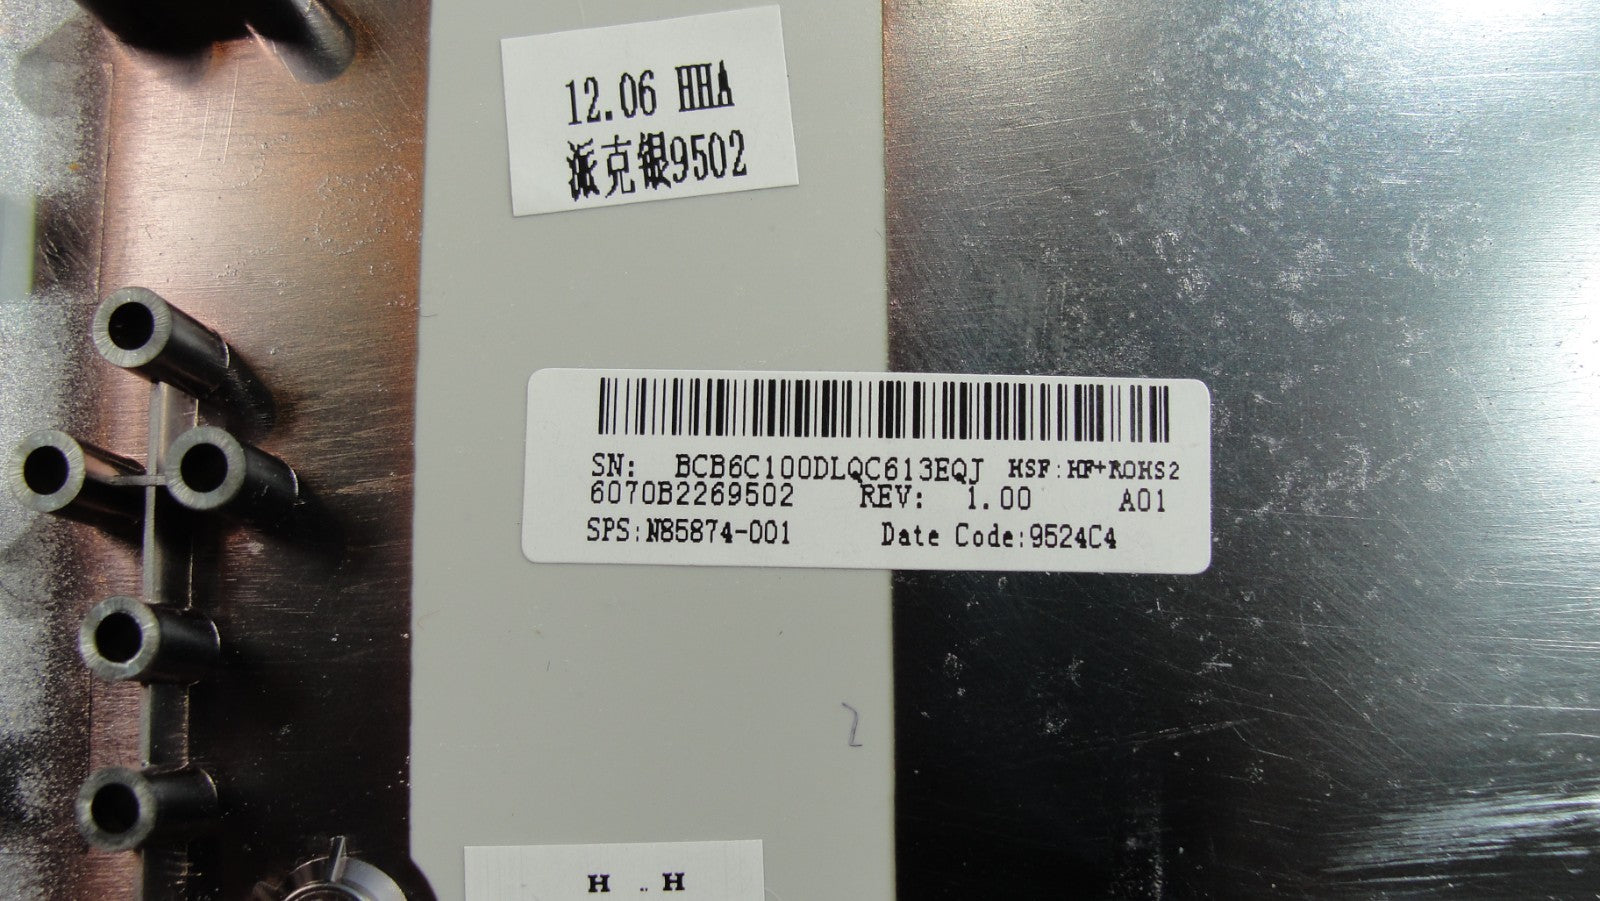 12.06 HHA
派克银9502
SN: BCB6C100DLQC613EQJ HSF:HF+ROHS2
6070B2269502 REV: 1.00 A01
SPS:N85874-001 Date Code:9524C4
2
H .. H